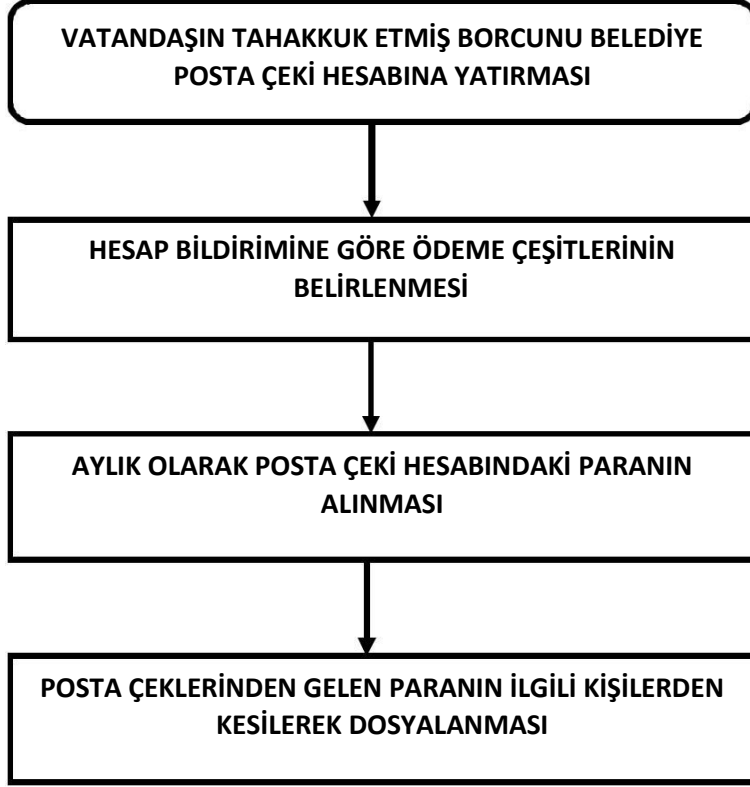 VATANDAŞIN TAHAKKUK ETMİŞ BORCUNU BELEDİYE
POSTA ÇEKİ HESABINA YATIRMASI
HESAP BİLDİRİMİNE GÖRE ÖDEME ÇEŞİTLERİNİN
BELİRLENMESİ
AYLIK OLARAK POSTA ÇEKİ HESABINDAKİ PARANIN
ALINMASI
POSTA ÇEKLERİNDEN GELEN PARANIN İLGİLİ KİŞİLERDEN
KESİLEREK DOSYALANMASI